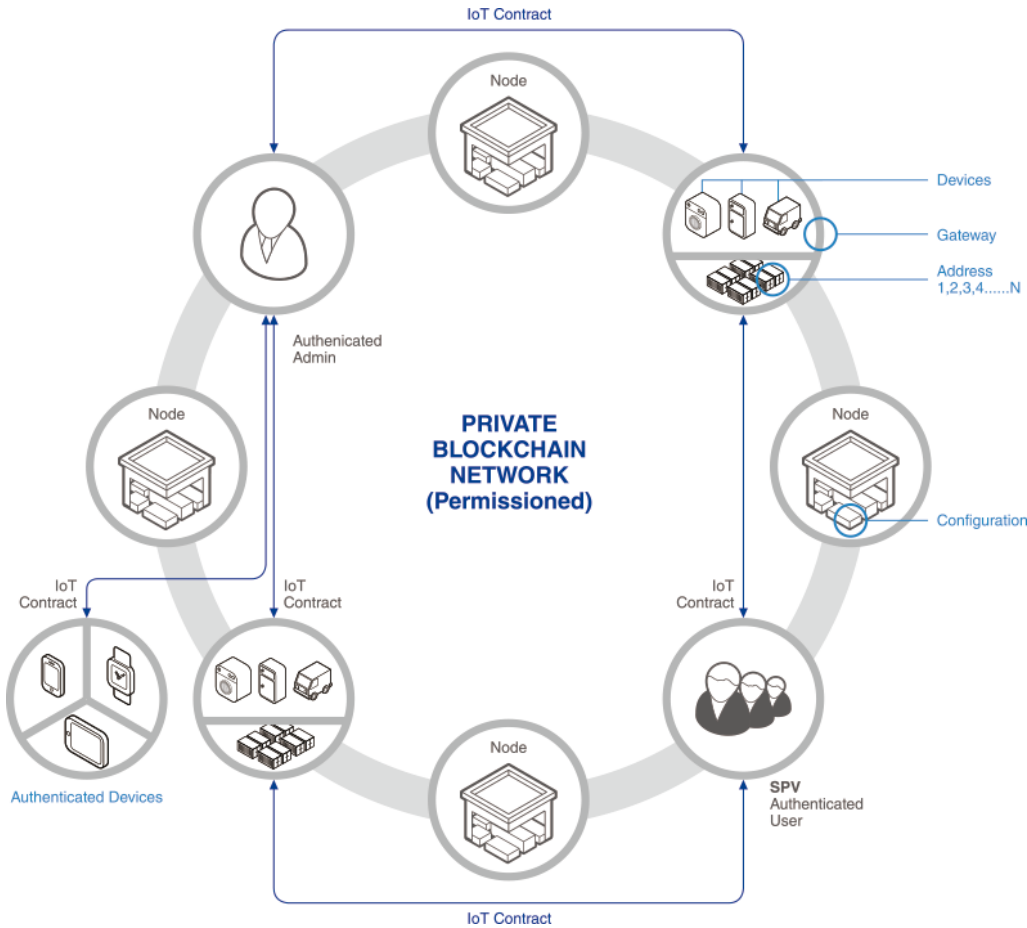 IoT Contract
Node
Devices
Gateway
Address
1,2,3,4......N
Authenicated
Admin
Node
PRIVATE
BLOCKCHAIN
NETWORK
(Permissioned)
Node
Configuration
IoT
Contract
IoT
Contract
IoT
Contract
Authenticated Devices
Node
SPV
Authenticated
User
IoT Contract